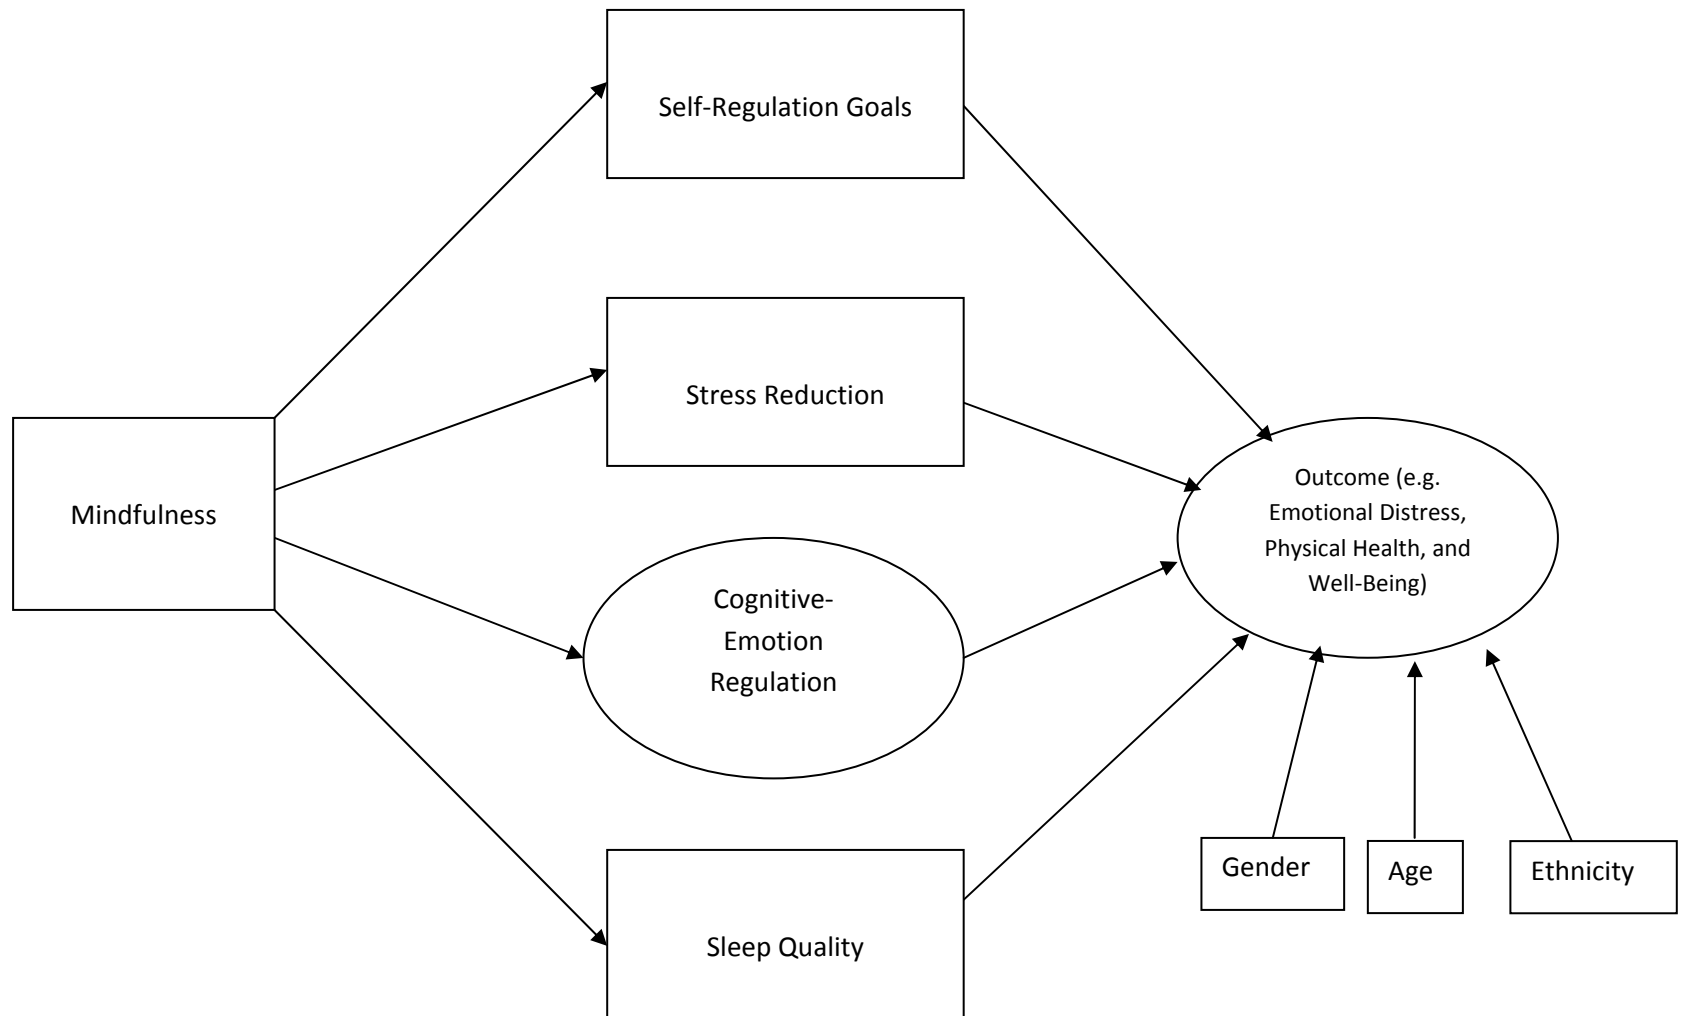 Self-Regulation Goals
Stress Reduction
Mindfulness
Outcome (e.g.
Emotional Distress,
Physical Health, and
Well-Being)
Cognitive-
Emotion
Regulation
Gender
Age
Ethnicity
Sleep Quality